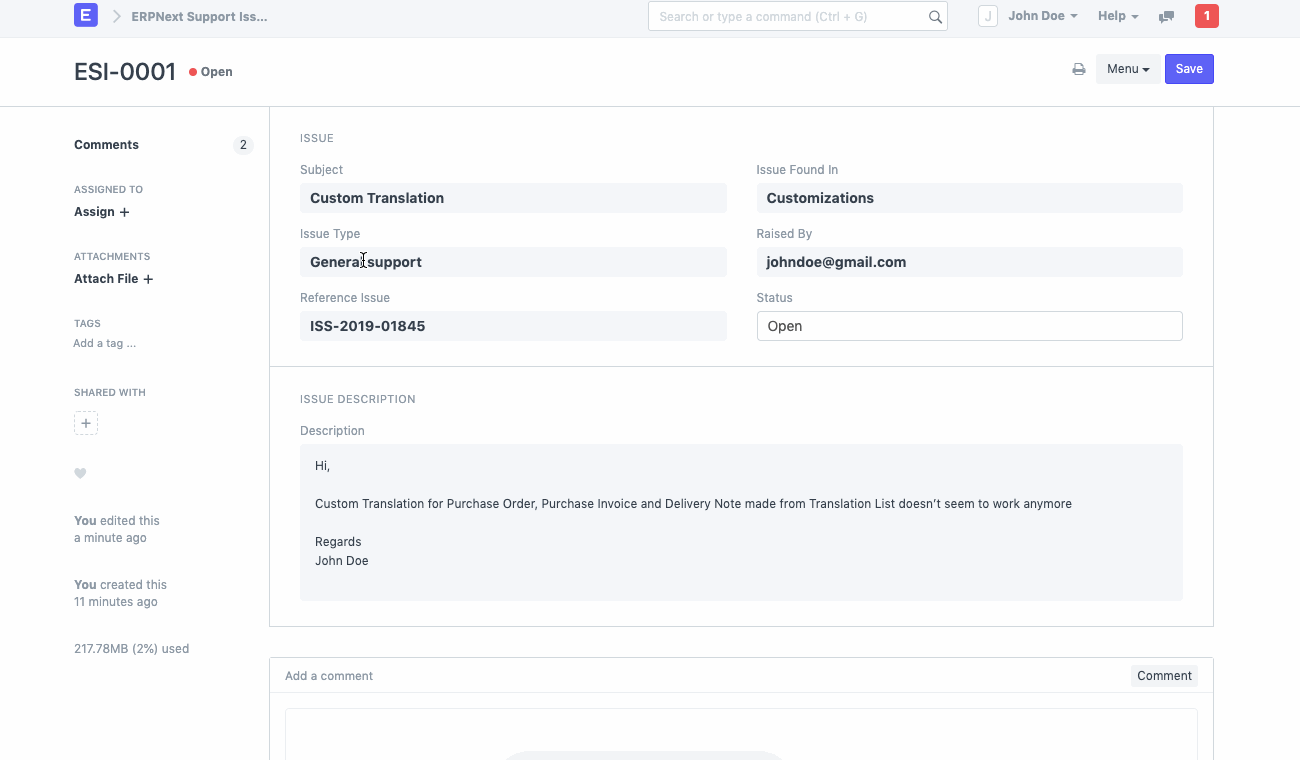 E
ERPNext Support Iss...
Search or type a command (Ctrl + G)
J
John Doe
Help
1
ESI-0001
Open
Menu
Save
Comments
2
ASSIGNED TO
Assign +
ATTACHMENTS
Attach File +
TAGS
Add a tag ...
SHARED WITH
+
You edited this
a minute ago
You created this
11 minutes ago
217.78MB (2%) used
ISSUE
Subject
Custom Translation
Issue Found In
Customizations
Issue Type
General support
Raised By
johndoe@gmail.com
Reference Issue
ISS-2019-01845
Status
Open
ISSUE DESCRIPTION
Description
Hi,
Custom Translation for Purchase Order, Purchase Invoice and Delivery Note made from Translation List doesn't seem to work anymore
Regards
John Doe
Add a comment
Comment